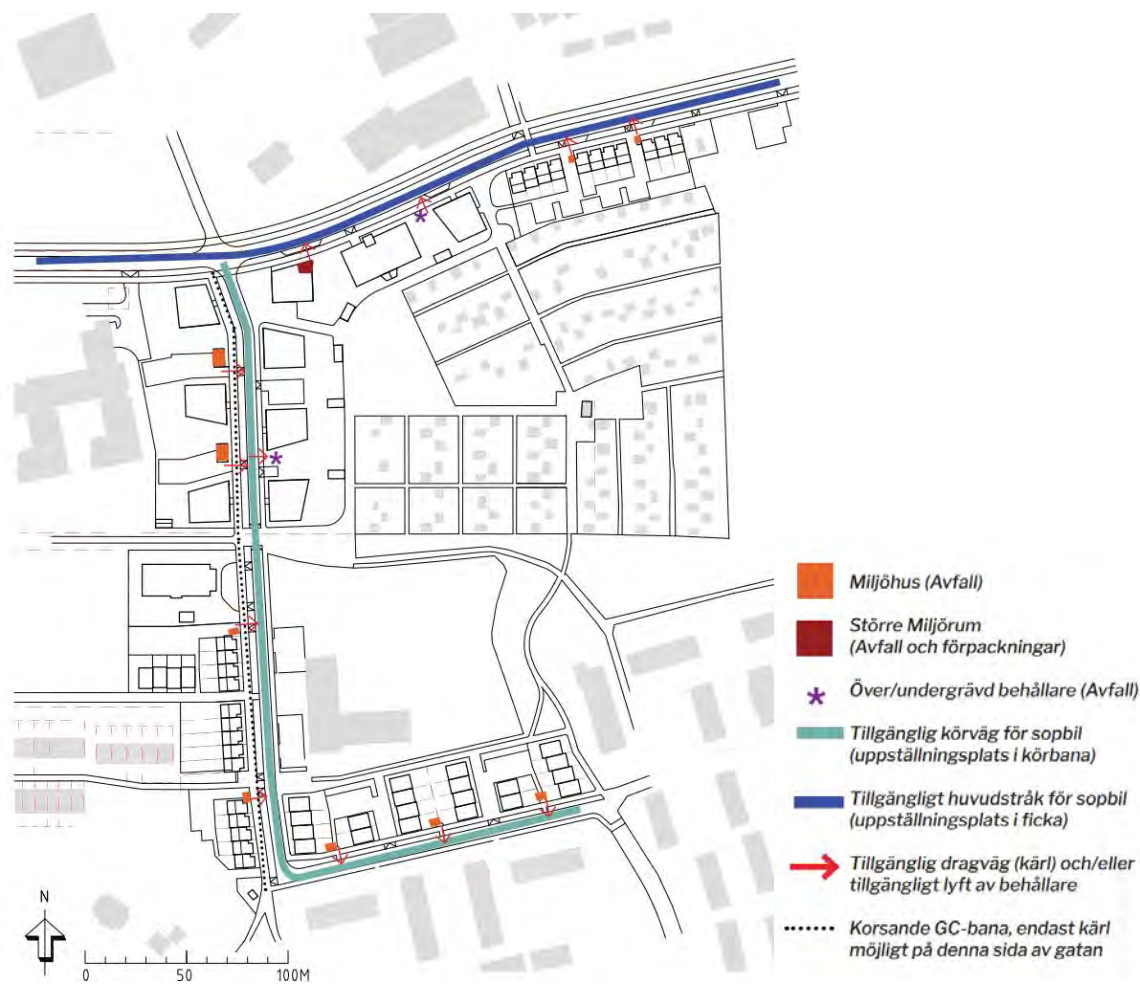 Miljöhus (Avfall)
Större Miljörum
(Avfall och förpackningar)
Över/undergrävd behållare (Avfall)
Tillgänglig körväg för sopbil
(uppställningsplats i körbana)
Tillgängligt huvudstråk för sopbil
(uppställningsplats i ficka)
Tillgänglig dragväg (kärl) och/eller
tillgängligt lyft av behållare
Korsande GC-bana, endast kärl
möjligt på denna sida av gatan
N
0 50 100M